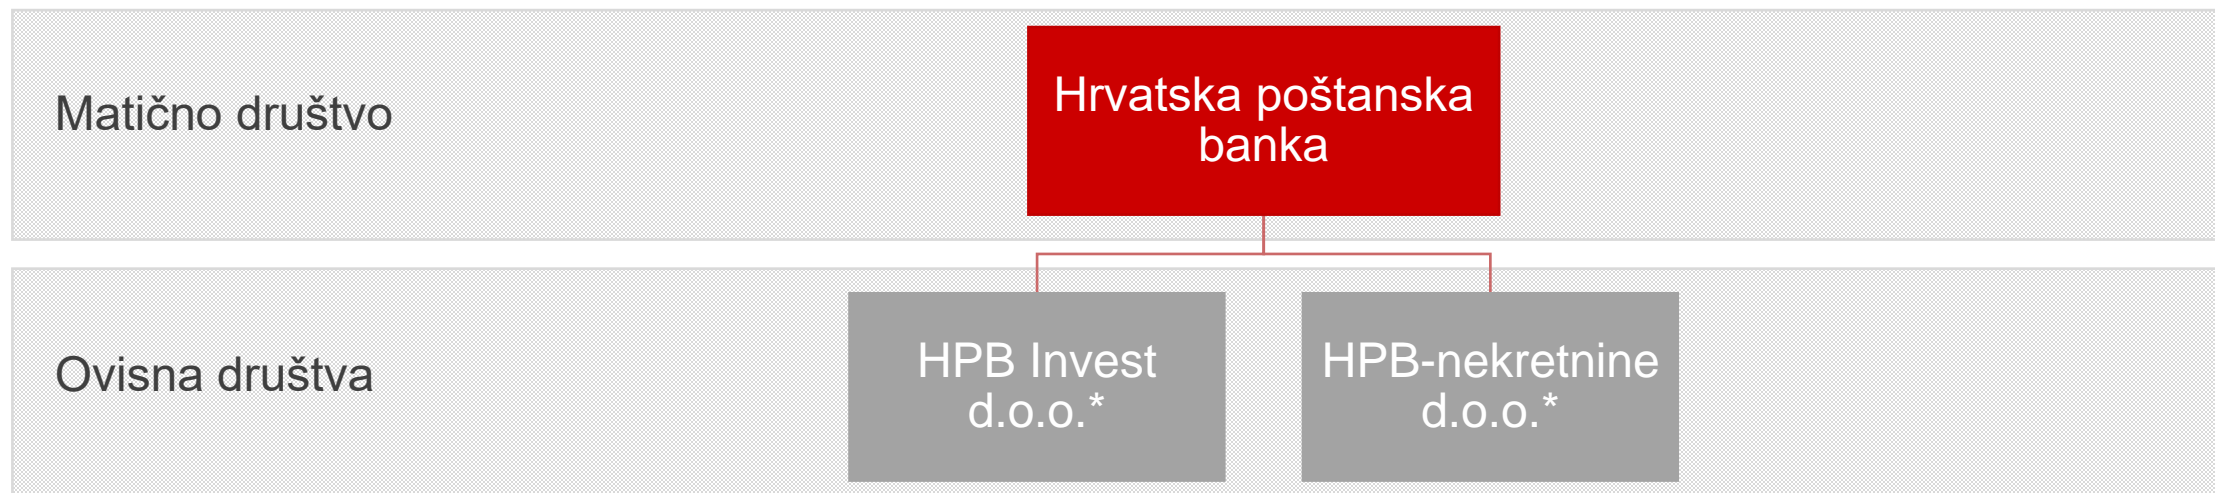 Matično društvo
Hrvatska poštanska
banka
Ovisna društva
HPB Invest
d.o.o.*
HPB-nekretnine
d.o.o.*